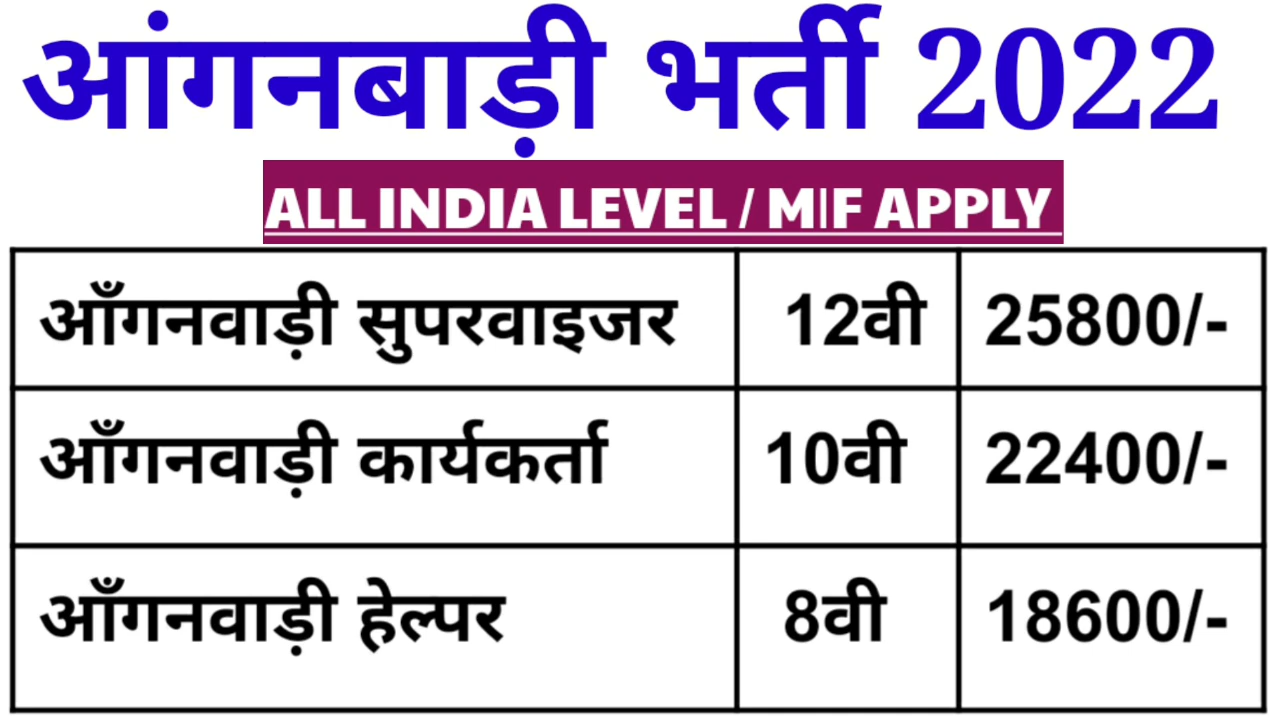 आंगनबाड़ी भर्ती 2022
ALL INDIA LEVEL / M|F APPLY
आँगनवाड़ी सुपरवाइजर 12वी 25800/-
आँगनवाड़ी कार्यकर्ता 10वी 22400/-
आँगनवाड़ी हेल्पर 8वी 18600/-